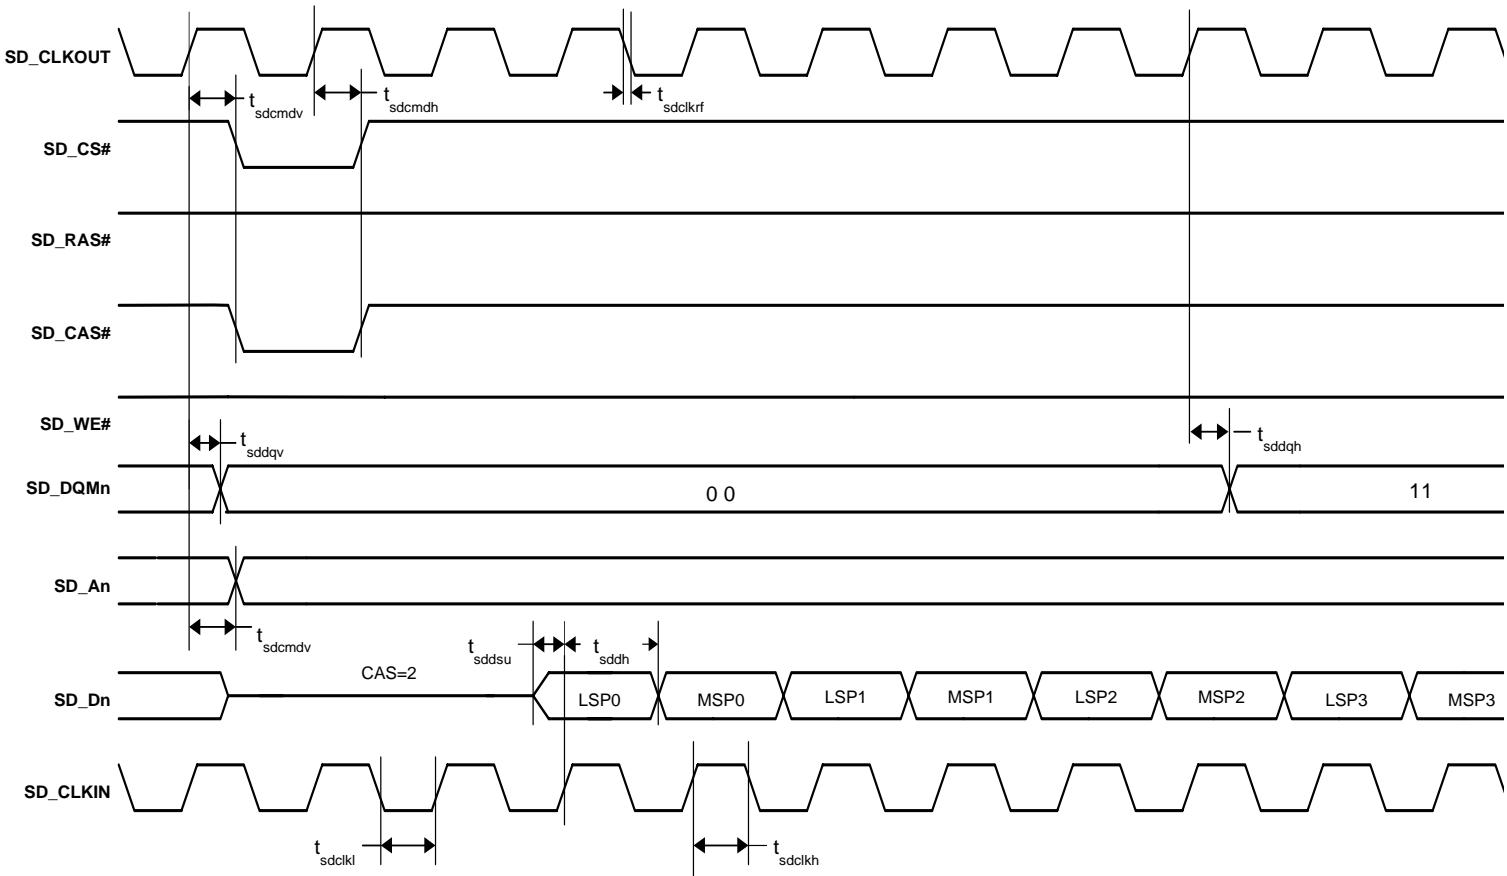 SD_CLKOUT
t sdcmdv
t sdcmdh
t sdclkrf
SD_CS#
SD_RAS#
SD_CAS#
SD_WE#
t sddqv
t sddqh
SD_DQMn
0 0
11
SD_An
t sdcmdv
t sddsu
t sddh
CAS=2
SD_Dn
LSP0
MSP0
LSP1
MSP1
LSP2
MSP2
LSP3
MSP3
SD_CLKIN
t sdclkl
t sdclkh